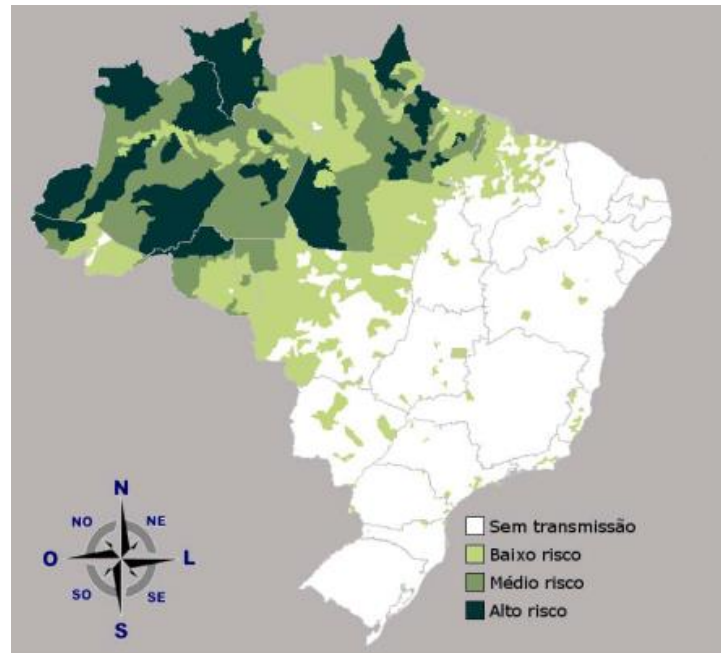 N
NO NE
O L
SO SE
S
Sem transmissão
Baixo risco
Médio risco
Alto risco